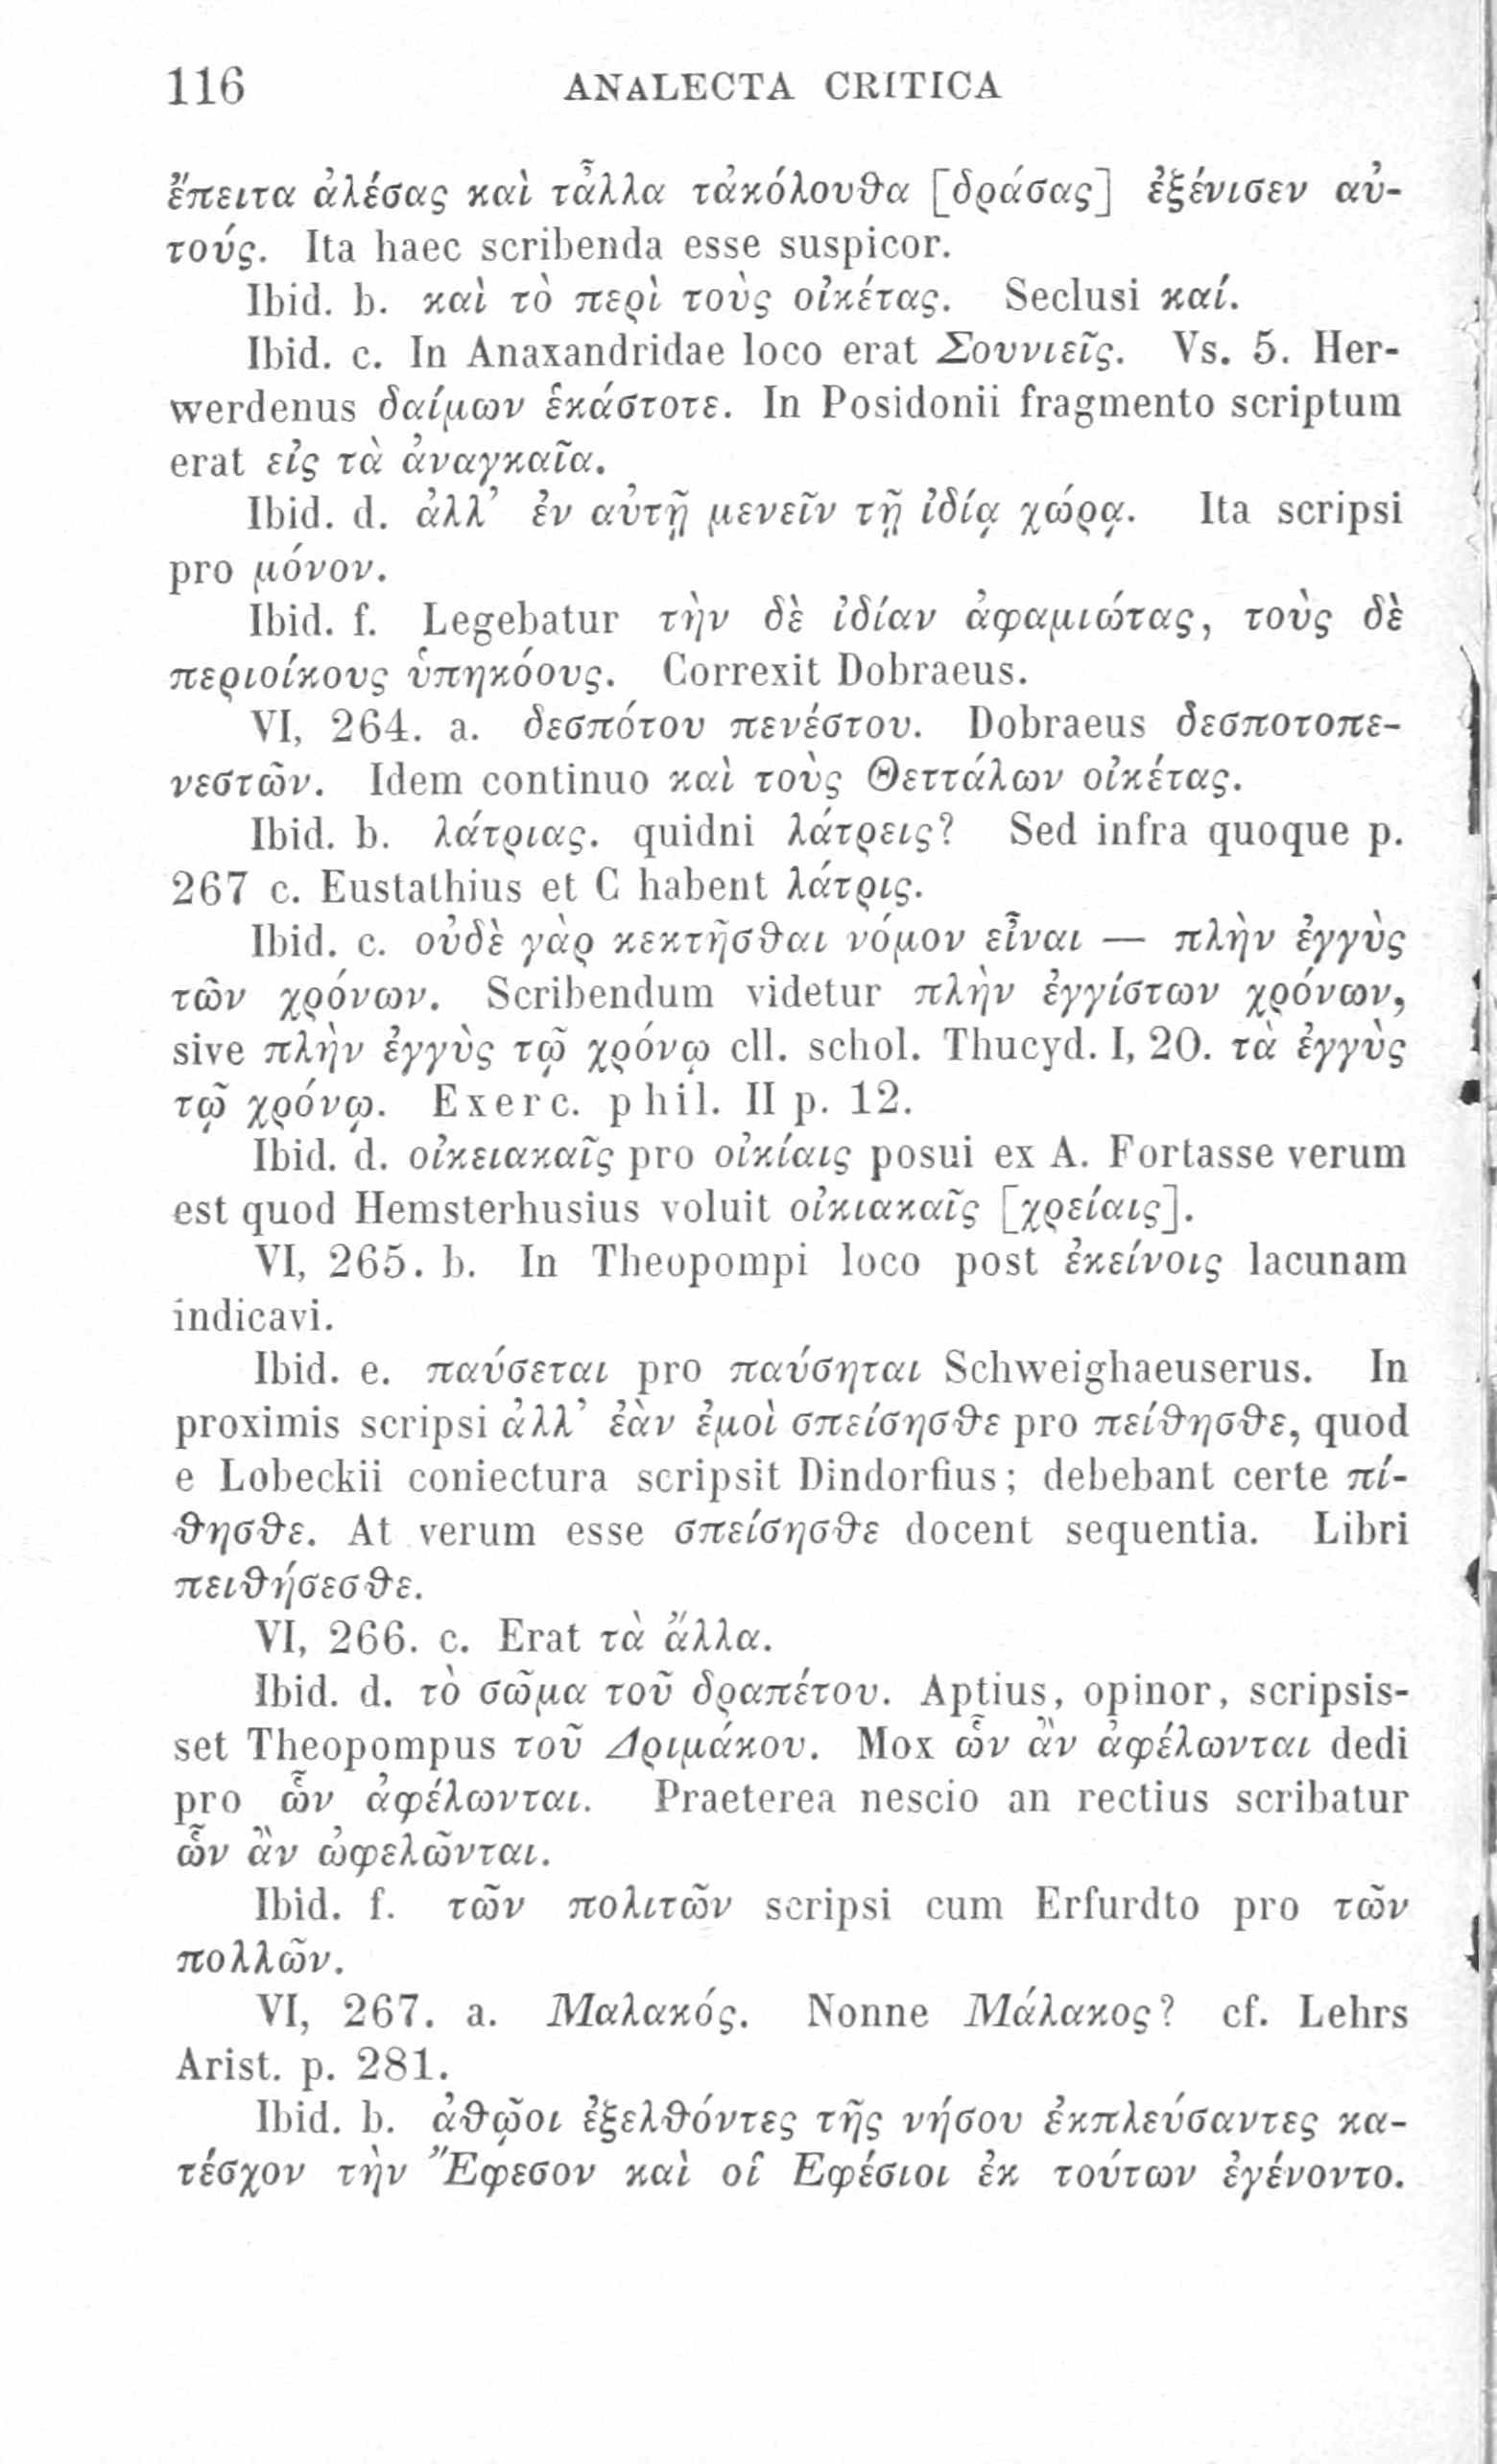 116 ANALECTA CRITICA
ἔπειτα ἀλέσας καὶ τἆλλα τἀκόλουθα [δράσας] ἐξένισεν αὐ-
τούς. Ita haec scribenda esse suspicor.
Ibid. b. καὶ τὸ περὶ τοὺς οἰκέτας. Seclusi καί.
Ibid. c. In Anaxandridae loco erat Σουνιεῖς. Vs. 5. Her-
werdenus δαίμων ἑκάστοτε. In Posidonii fragmento scriptum
erat εἰς τὰ ἀναγκαῖα.
Ibid. d. ἀλλ’ ἐν αὐτῇ μενεῖν τῇ ἰδίᾳ χώρᾳ. Ita scripsi
pro μόνον.
Ibid. f. Legebatur τὴν δὲ ἰδίαν ἀφαμιώτας, τοὺς δὲ
περιοίκους ὑπηκόους. Correxit Dobraeus.
VI, 264. a. δεσπότου πενέστου. Dobraeus δεσποτοπε-
νεστῶν. Idem continuo καὶ τοὺς Θετταλων οἰκέτας.
Ibid. b. λάτριας. quidni λάτρεις? Sed infra quoque p.
267 c. Eustathius et C habent λάτρις.
Ibid. c. οὐδὲ γὰρ κεκτῆσθαι νόμον εἶναι — πλὴν ἐγγὺς
τῶν χρόνων. Scribendum videtur πλὴν ἐγγίστων χρόνων,
sive πλὴν ἐγγὺς τῷ χρόνῳ cll. schol. Thucyd. I, 20. τὰ ἐγγὺς
τῷ χρόνῳ. Exerc. phil. II p. 12.
Ibid. d. οἰκειακαῖς pro οἰκίαις posui ex A. Fortasse verum
est quod Hemsterhusius voluit οἰκιακαῖς [χρείαις].
VI, 265. b. In Theopompi loco post ἐκείνοις lacunam
indicavi.
Ibid. e. παύσεται pro παύσηται Schweighaeuserus. In
proximis scripsi ἀλλ’ ἐὰν ἐμοὶ σπείσησθε pro πείθησθε, quod
e Lobeckii coniectura scripsit Dindorfius; debebant certe πί-
θησθε. At verum esse σπείσησθε docent sequentia. Libri
πειθήσεσθε.
VI, 266. c. Erat τὰ ἄλλα.
Ibid. d. τὸ σῶμα τοῦ δραπέτου. Aptius, opinor, scripsis-
set Theopompus τοῦ Δριμάκου. Mox ὧν ἂν ἀφέλωνται dedi
pro ὧν ἀφέλωνται. Praeterea nescio an rectius scribatur
ὧν ἂν ὠφελῶνται.
Ibid. f. τῶν πολιτῶν scripsi cum Erfurdto pro τῶν
πολλῶν.
VI, 267. a. Μαλακός. Nonne Μάλακος? cf. Lehrs
Arist. p. 281.
Ibid. b. ἀθῷοι ἐξελθόντες τῆς νήσου ἐκπλεύσαντες κα-
τέσχον τὴν Ἔφεσον καὶ οἱ Ἐφέσιοι ἐκ τούτων ἐγένοντο.